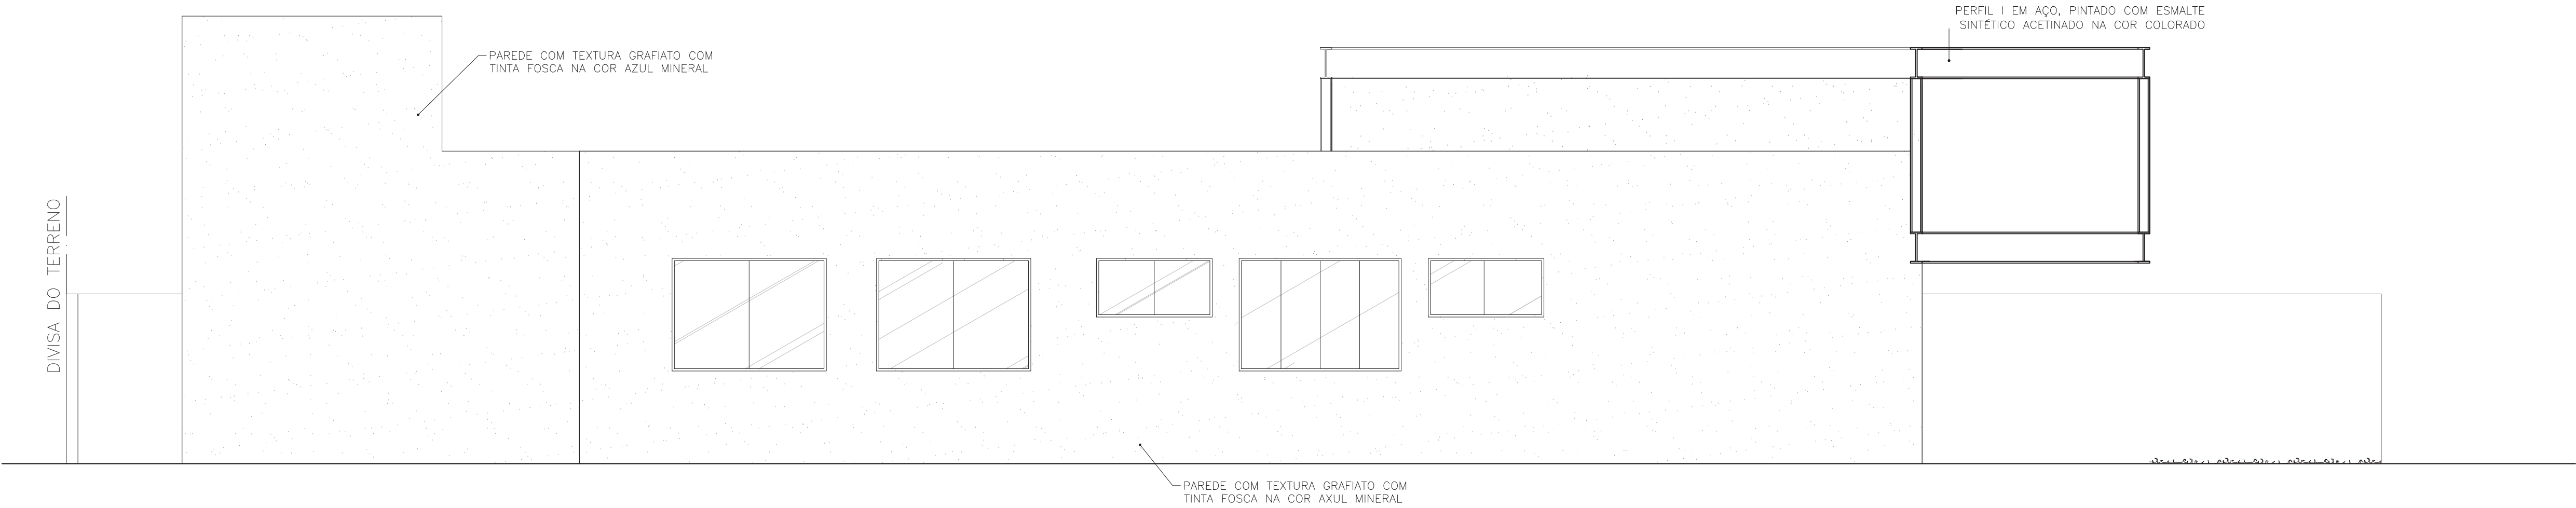 PERFIL I EM AÇO, PINTADO COM ESMALTE
SINTÉTICO ACETINADO NA COR COLORADO
PAREDE COM TEXTURA GRAFIATO COM
TINTA FOSCA NA COR AZUL MINERAL
DIVISA DO TERRENO
PAREDE COM TEXTURA GRAFIATO COM
TINTA FOSCA NA COR AXUL MINERAL